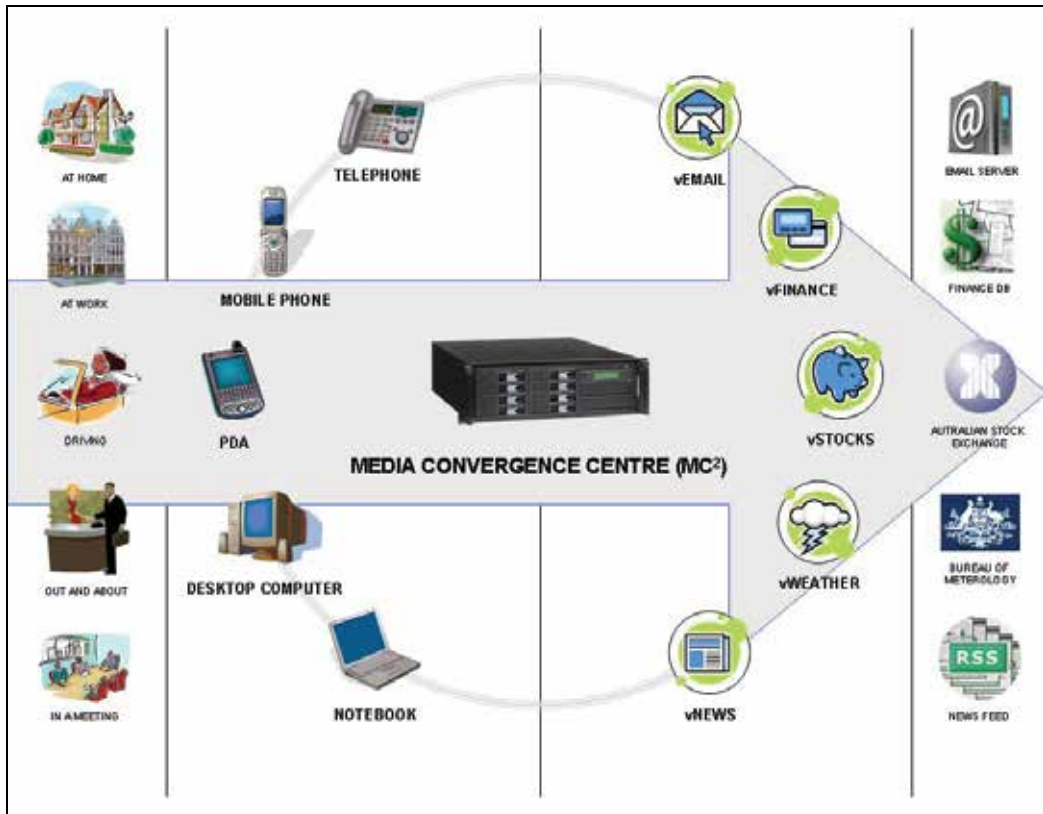 AT HOME
AT WORK
DRIVING
OUT AND ABOUT
IN A MEETING
TELEPHONE
MOBILE PHONE
PDA
DESKTOP COMPUTER
NOTEBOOK
MEDIA CONVERGENCE CENTRE (MC²)
vEMAIL
vFINANCE
vSTOCKS
vWEATHER
vNEWS
@
EMAIL SERVER
$
FINANCE DB
AUTRALIAN STOCK
EXCHANGE
BUREAU OF
METEROLOGY
RSS
NEWS FEED